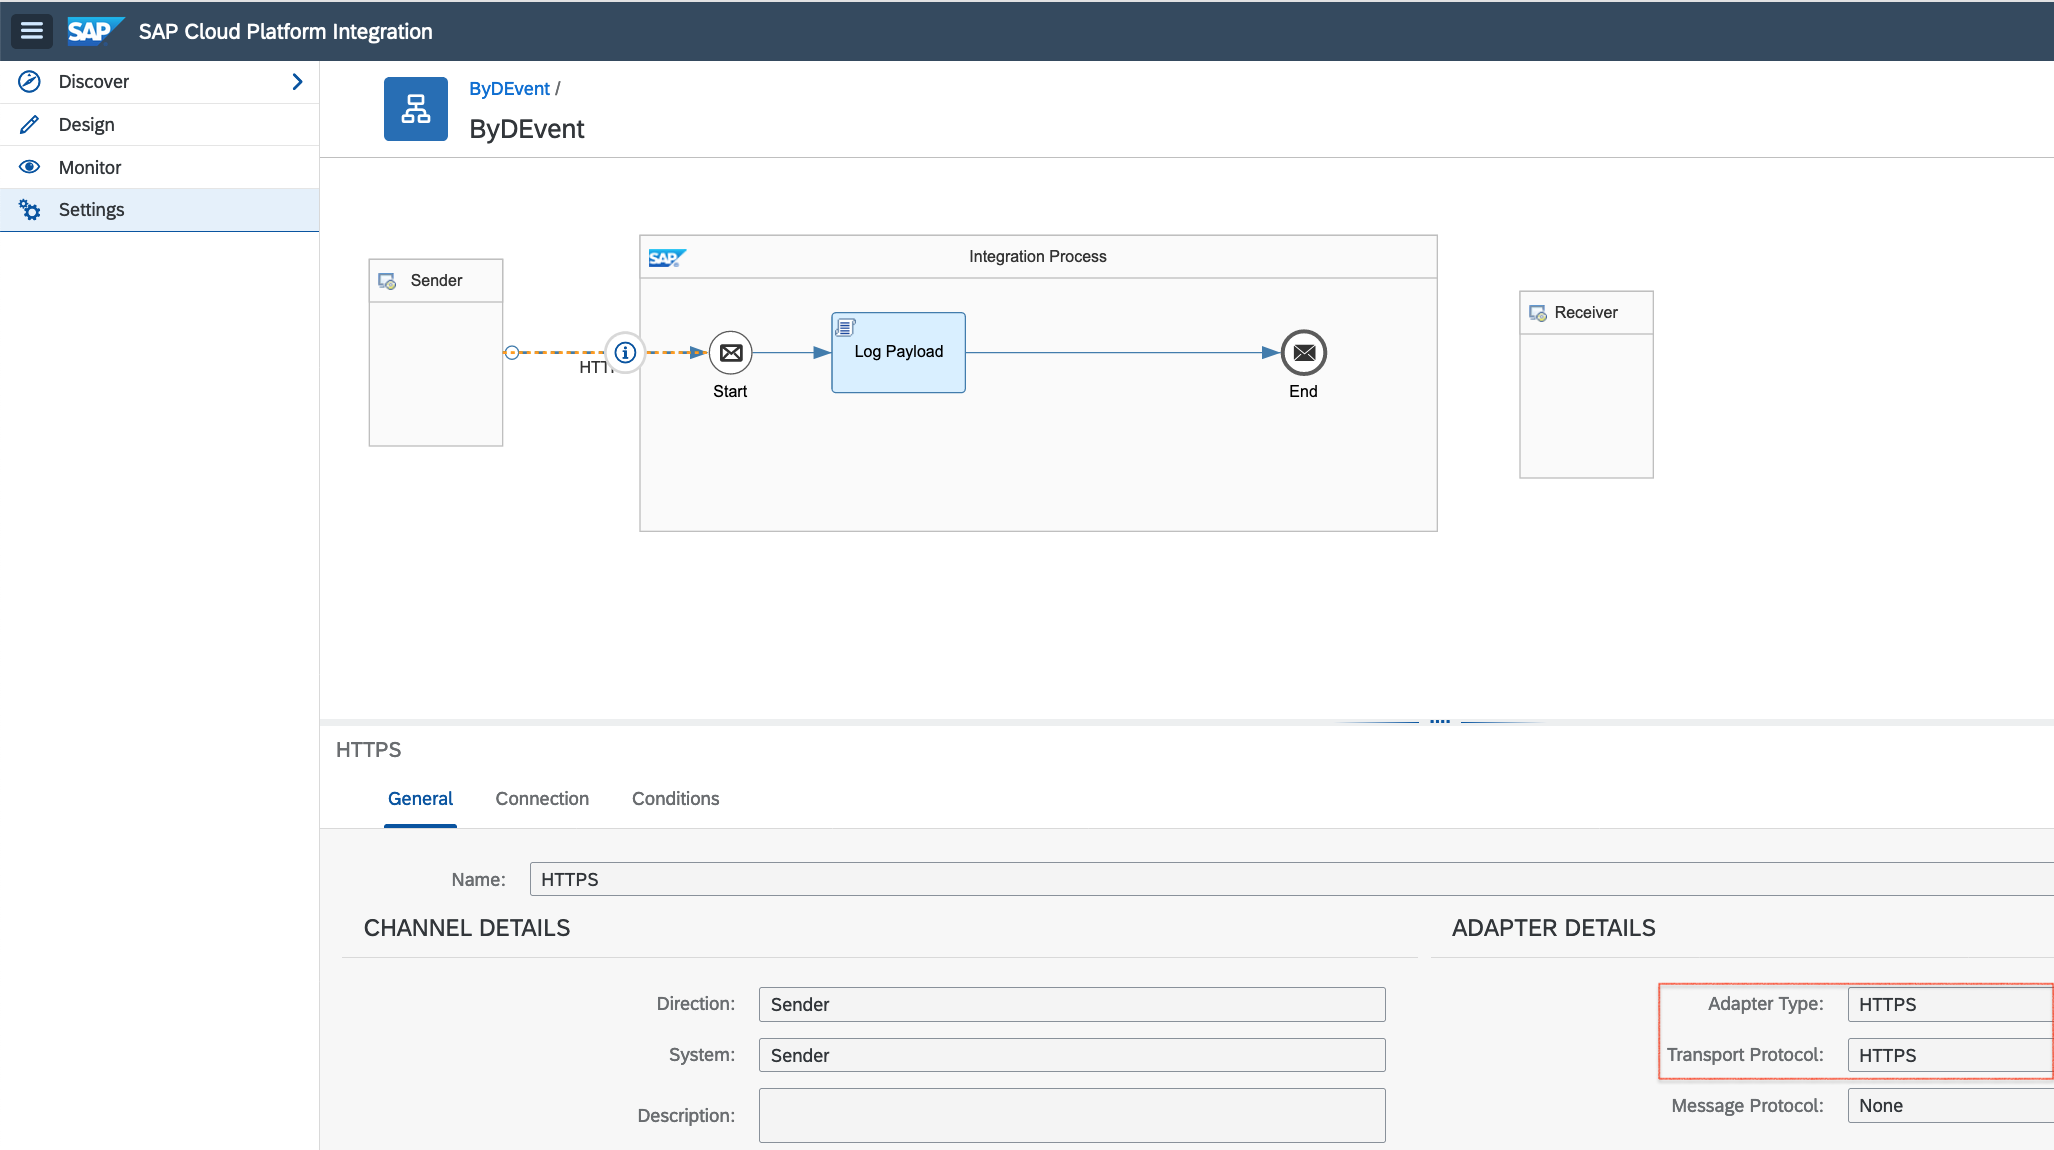 SAP SAP Cloud Platform Integration
Discover
Design
Monitor
Settings
ByDEvent /
ByDEvent
SAP Integration Process
Sender
Receiver
Log Payload
Start
End
HTTPS
General Connection Conditions
Name: HTTPS
CHANNEL DETAILS
Direction: Sender
System: Sender
Description:
ADAPTER DETAILS
Adapter Type: HTTPS
Transport Protocol: HTTPS
Message Protocol: None